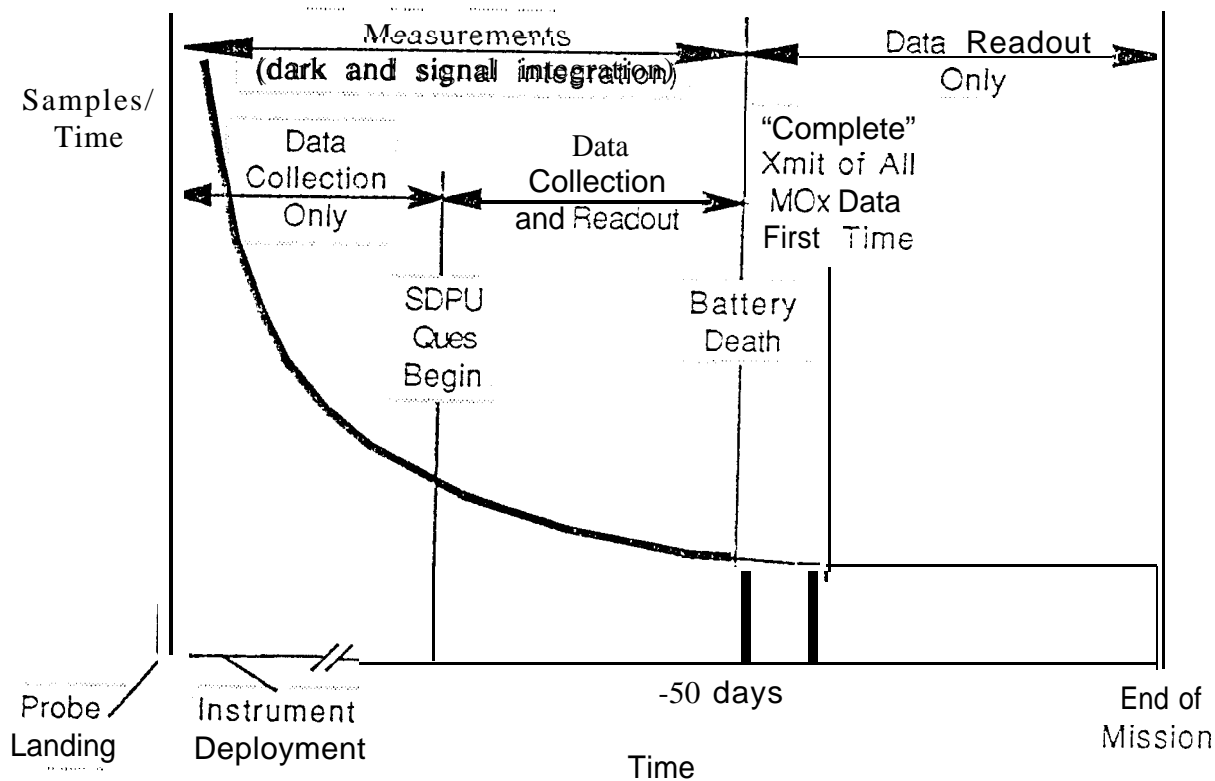 Measurements
(dark and signal integration)
Data Readout
Only
Samples/
Time
Data
Collection
Only
Data
Collection
and Readout
"Complete"
Xmit of All
MOx Data
First Time
SDPU
Ques
Begin
Battery
Death
Probe
Landing
Instrument
Deployment
-50 days
End of
Mission
Time